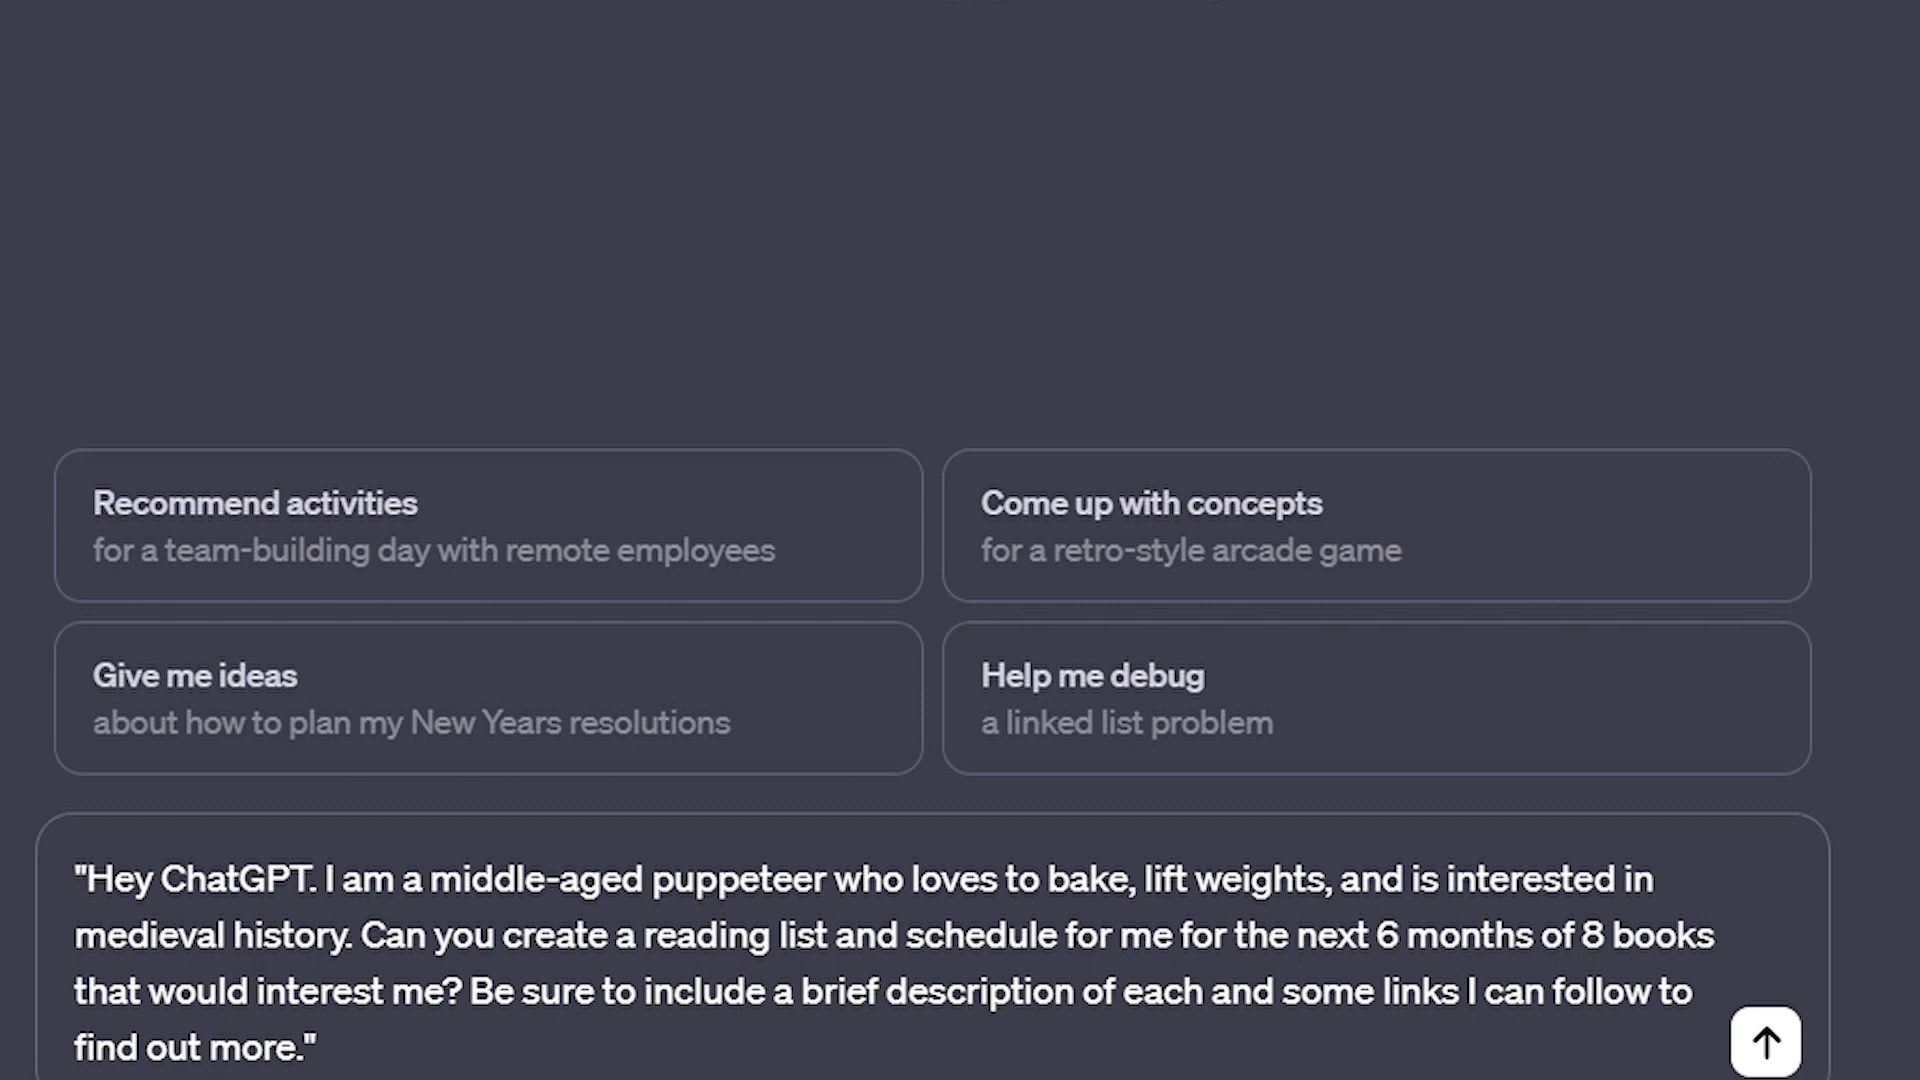 Recommend activities
for a team-building day with remote employees
Come up with concepts
for a retro-style arcade game
Give me ideas
about how to plan my New Years resolutions
Help me debug
a linked list problem
"Hey ChatGPT. I am a middle-aged puppeteer who loves to bake, lift weights, and is interested in
medieval history. Can you create a reading list and schedule for me for the next 6 months of 8 books
that would interest me? Be sure to include a brief description of each and some links I can follow to
find out more."